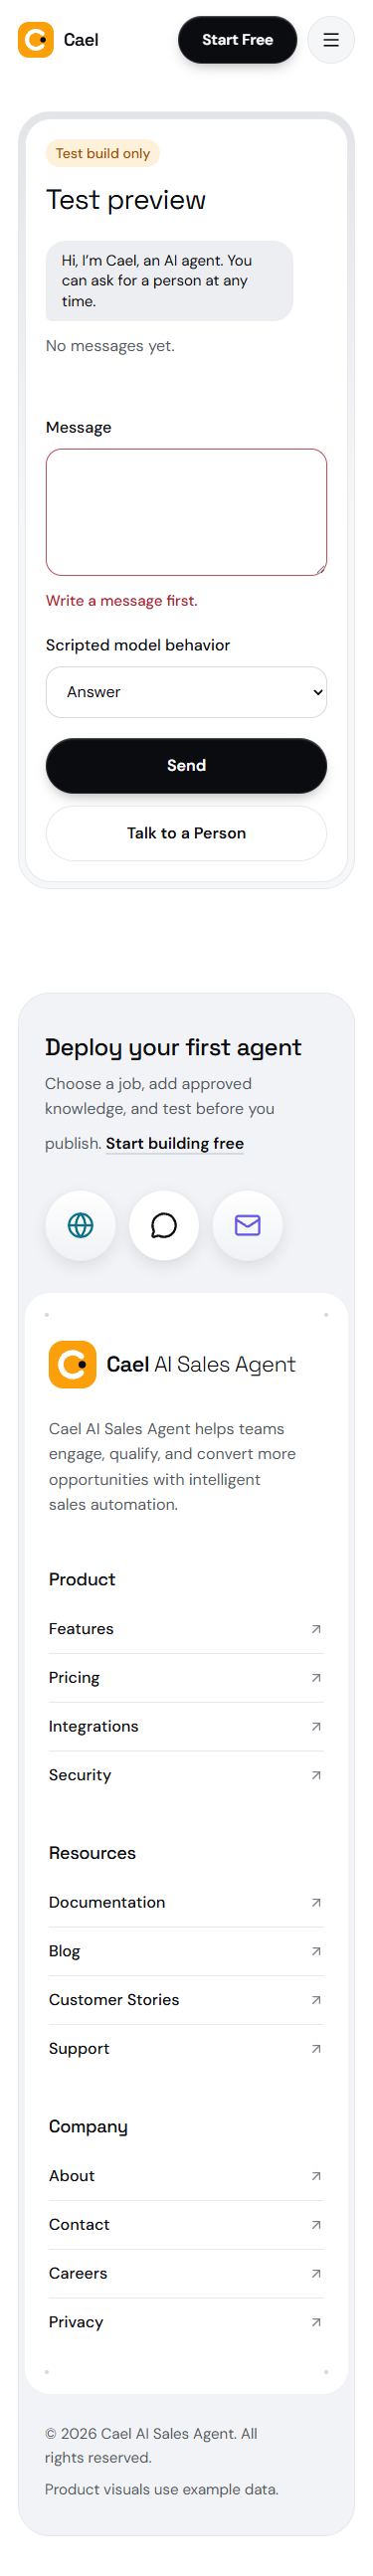 Cael
Start Free
Test build only
Test preview
Hi, I’m Cael, an AI agent. You
can ask for a person at any
time.
No messages yet.
Message
Write a message first.
Scripted model behavior
Answer
Send
Talk to a Person
Deploy your first agent
Choose a job, add approved
knowledge, and test before you
publish. Start building free
Cael AI Sales Agent
Cael AI Sales Agent helps teams
engage, qualify, and convert more
opportunities with intelligent
sales automation.
Product
Features
Pricing
Integrations
Security
Resources
Documentation
Blog
Customer Stories
Support
Company
About
Contact
Careers
Privacy
© 2026 Cael AI Sales Agent. All
rights reserved.
Product visuals use example data.